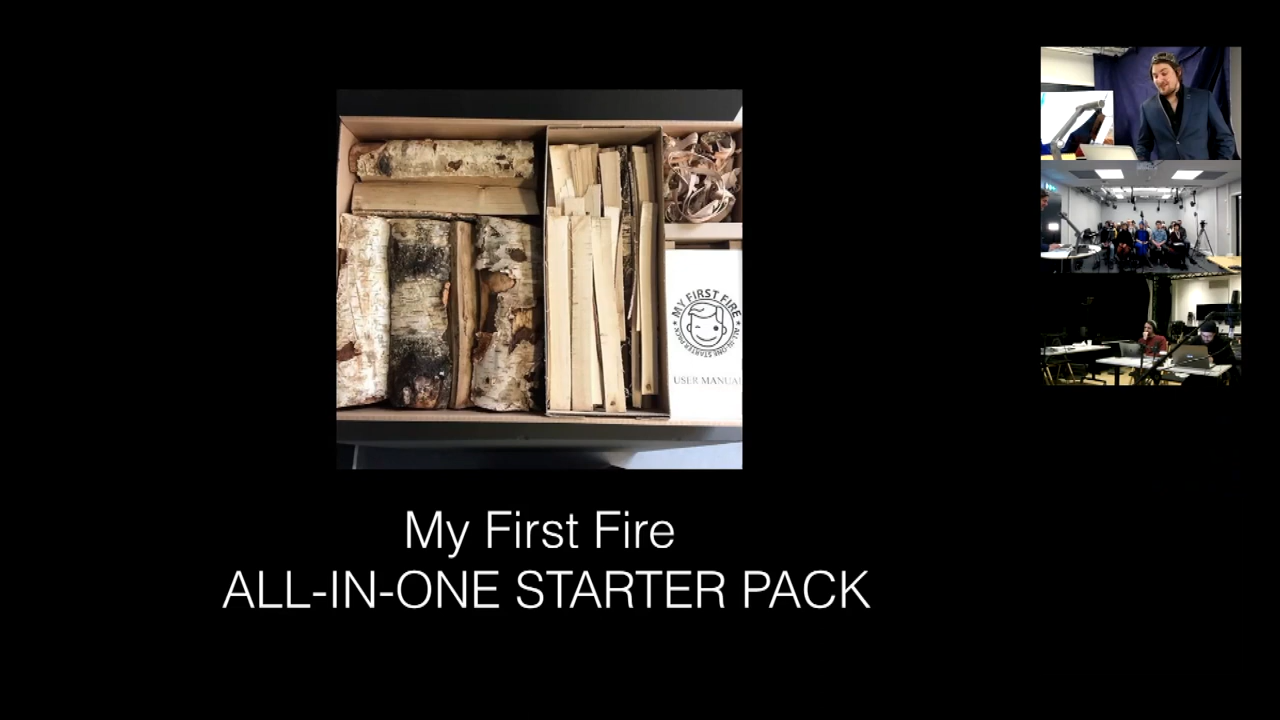 MY FIRST FIRE
ALL-IN-ONE STARTER PACK
USER MANUAL
My First Fire
ALL-IN-ONE STARTER PACK